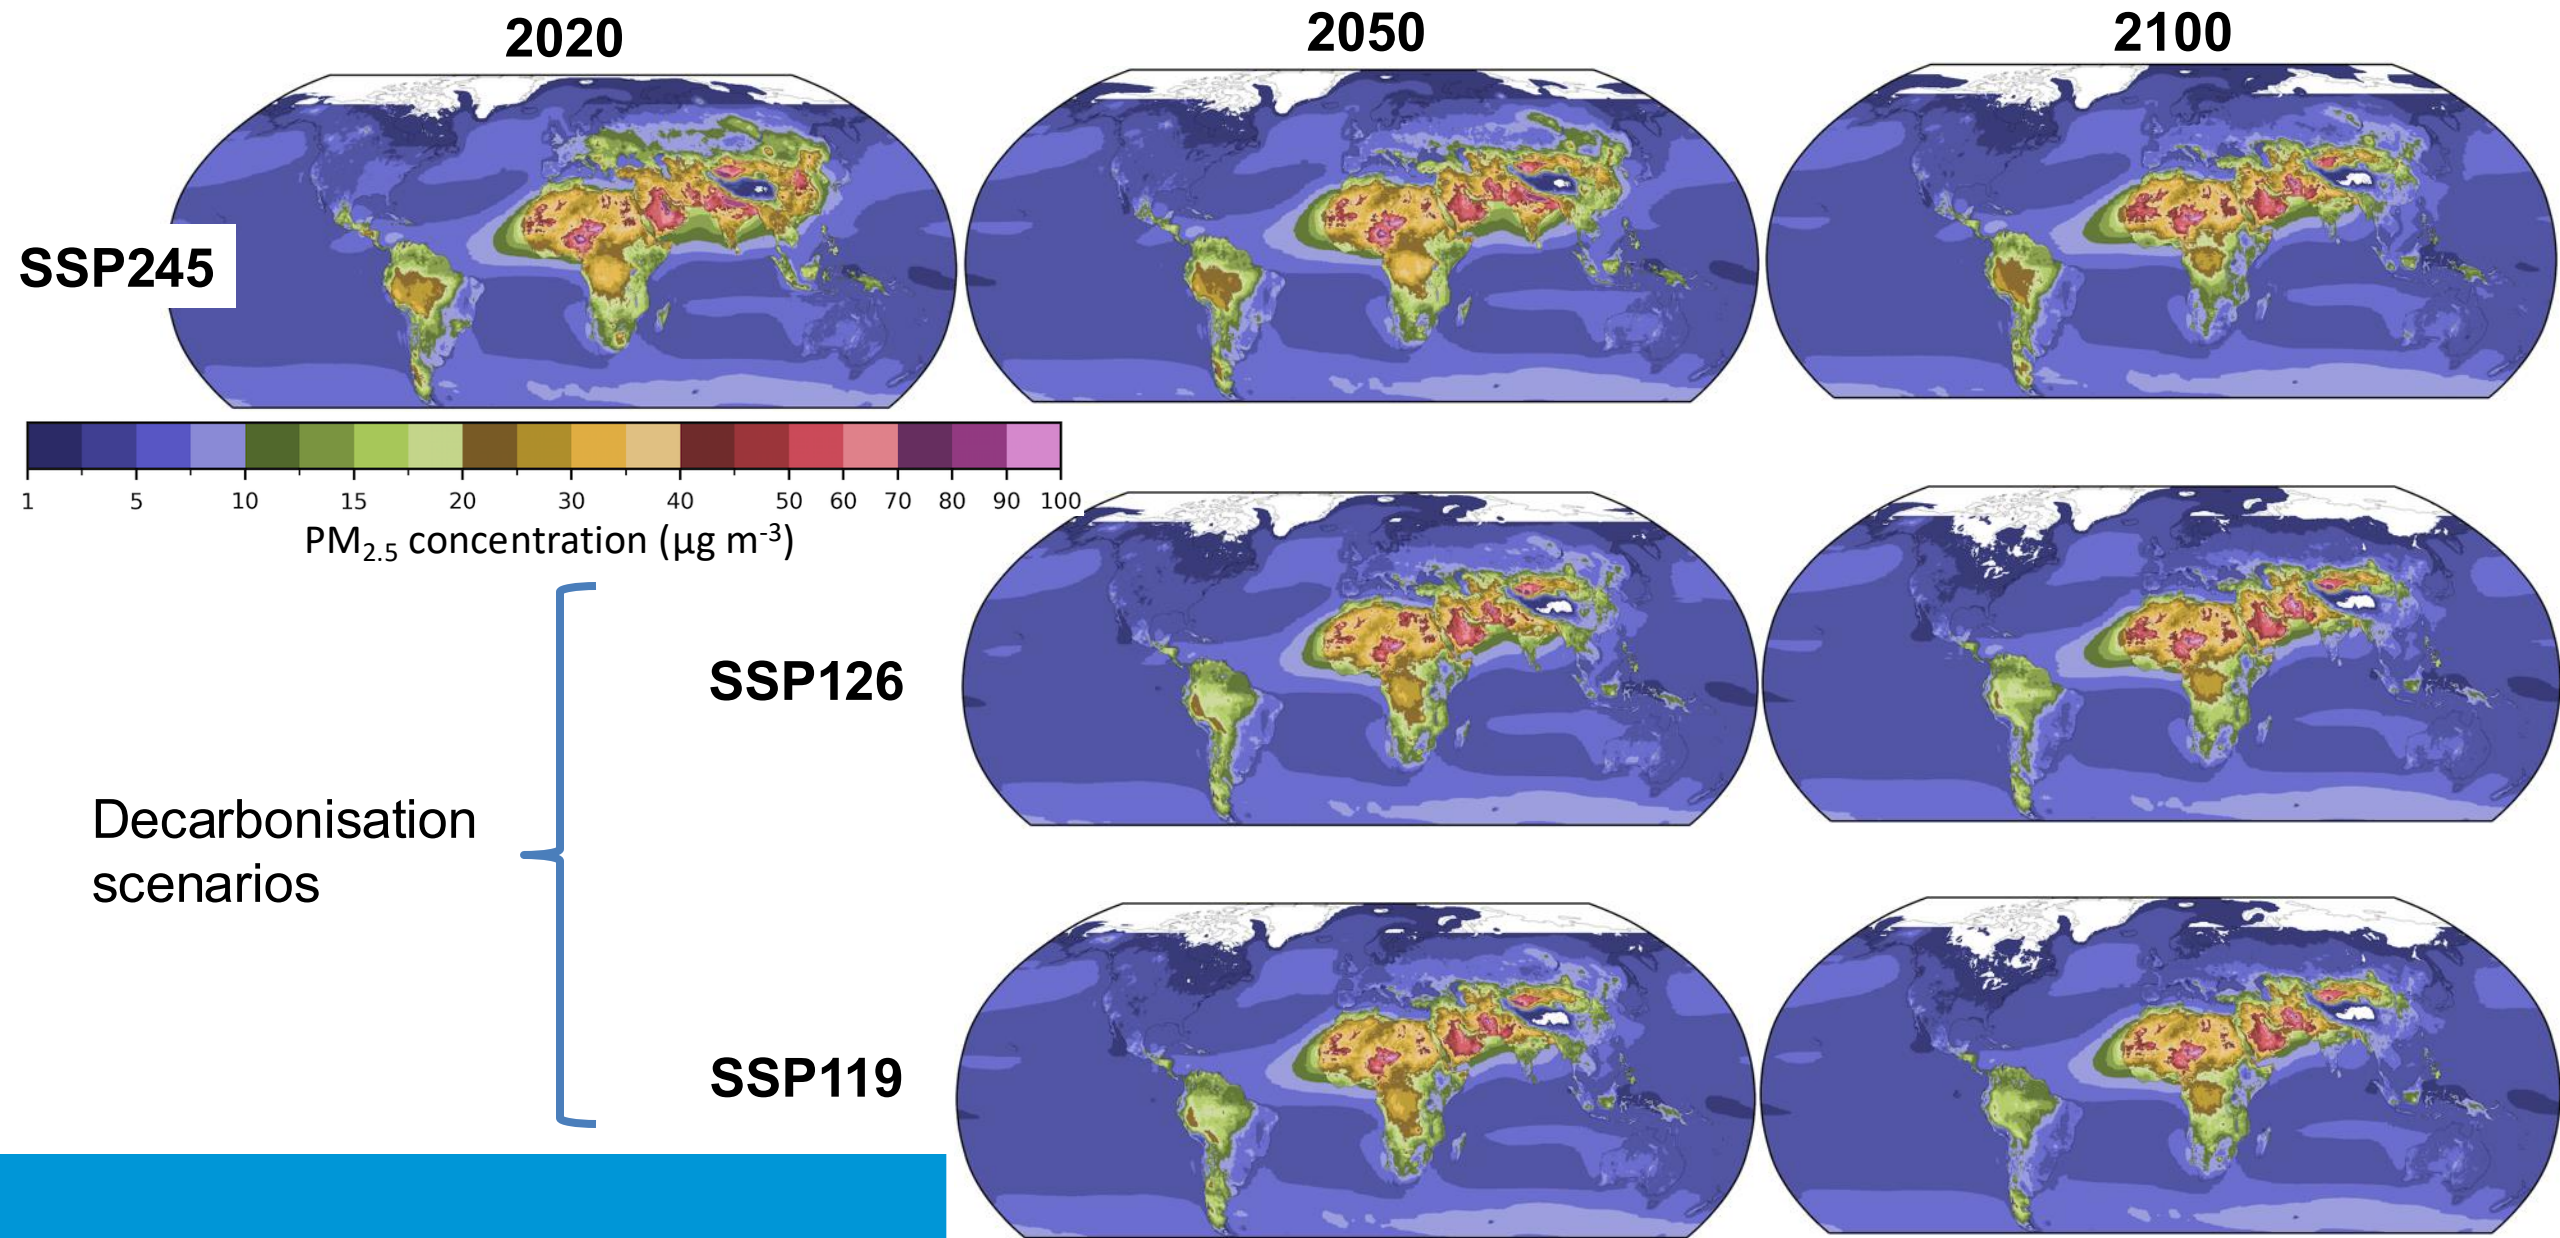 2020
2050
2100
SSP245
1 5 10 15 20 30 40 50 60 70 80 90 100
PM₂.₅ concentration (µg m⁻³)
SSP126
Decarbonisation
scenarios
SSP119